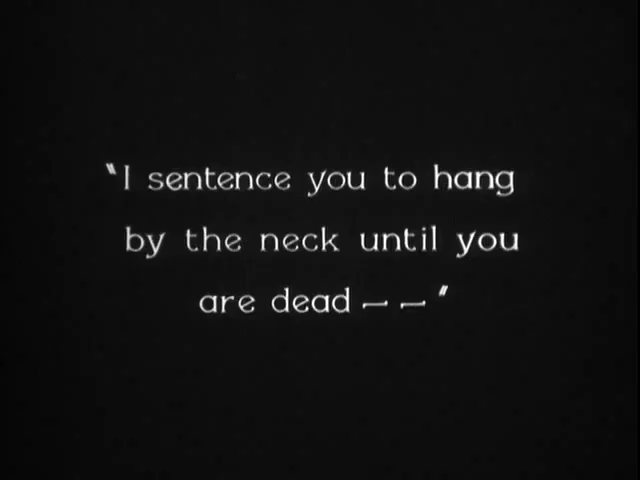 "I sentence you to hang
by the neck until you
are dead — — "